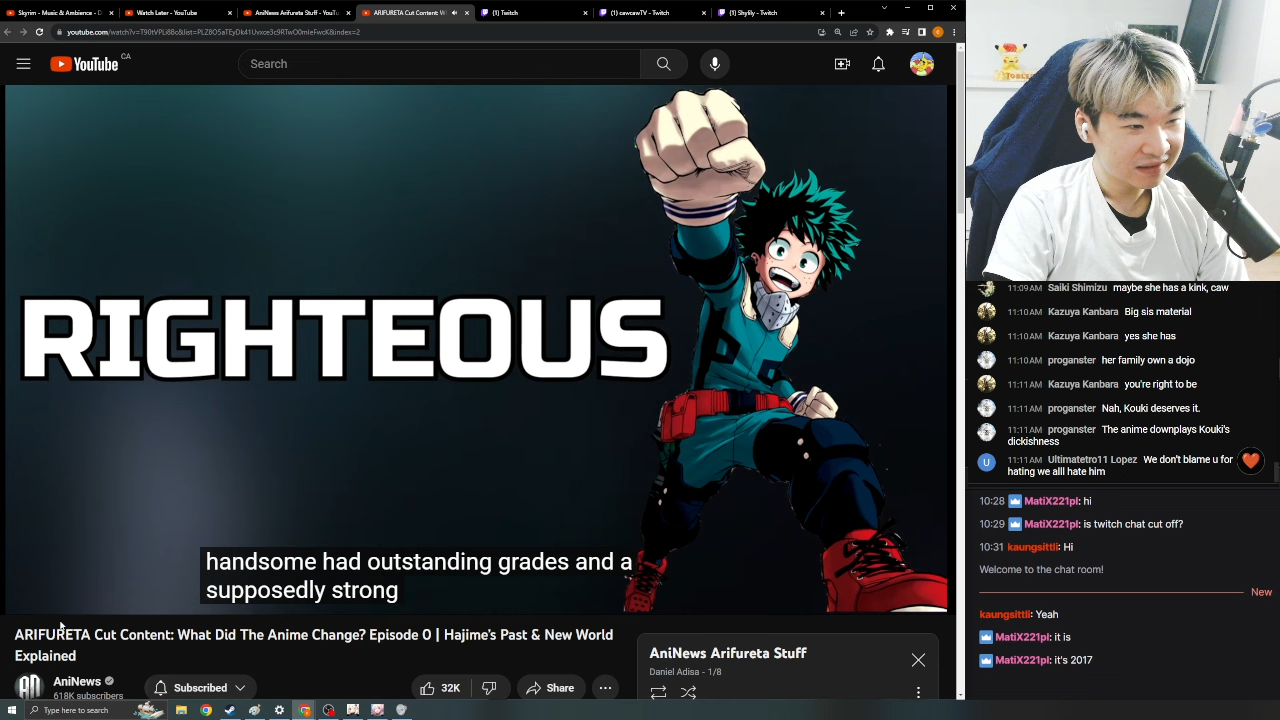 Skyrim - Music & Ambience - D
Watch Later - YouTube
AniNews Arifureta Stuff - YouTu
ARIFURETA Cut Content: W
(1) Twitch
(1) cawcawTV - Twitch
(1) Shylily - Twitch
YouTube CA
Search
RIGHTEOUS
handsome had outstanding grades and a
supposedly strong
ARIFURETA Cut Content: What Did The Anime Change? Episode 0 | Hajime's Past & New World
Explained
AniNews
618K subscribers
Subscribed
32K
Share
AniNews Arifureta Stuff
Daniel Adisa - 1/8
11:09 AM Saiki Shimizu maybe she has a kink, caw
11:10 AM Kazuya Kanbara Big sis material
11:10 AM Kazuya Kanbara yes she has
11:10 AM proganster her family own a dojo
11:11 AM Kazuya Kanbara you're right to be
11:11 AM proganster Nah, Kouki deserves it.
11:11 AM proganster The anime downplays Kouki's
dickishness
U 11:11 AM Ultimatetro11 Lopez We don't blame u for
hating we alll hate him
10:28 MatiX221pl: hi
10:29 MatiX221pl: is twitch chat cut off?
10:31 kaungsittli: Hi
Welcome to the chat room!
New
kaungsittli: Yeah
MatiX221pl: it is
MatiX221pl: it's 2017
Type here to search